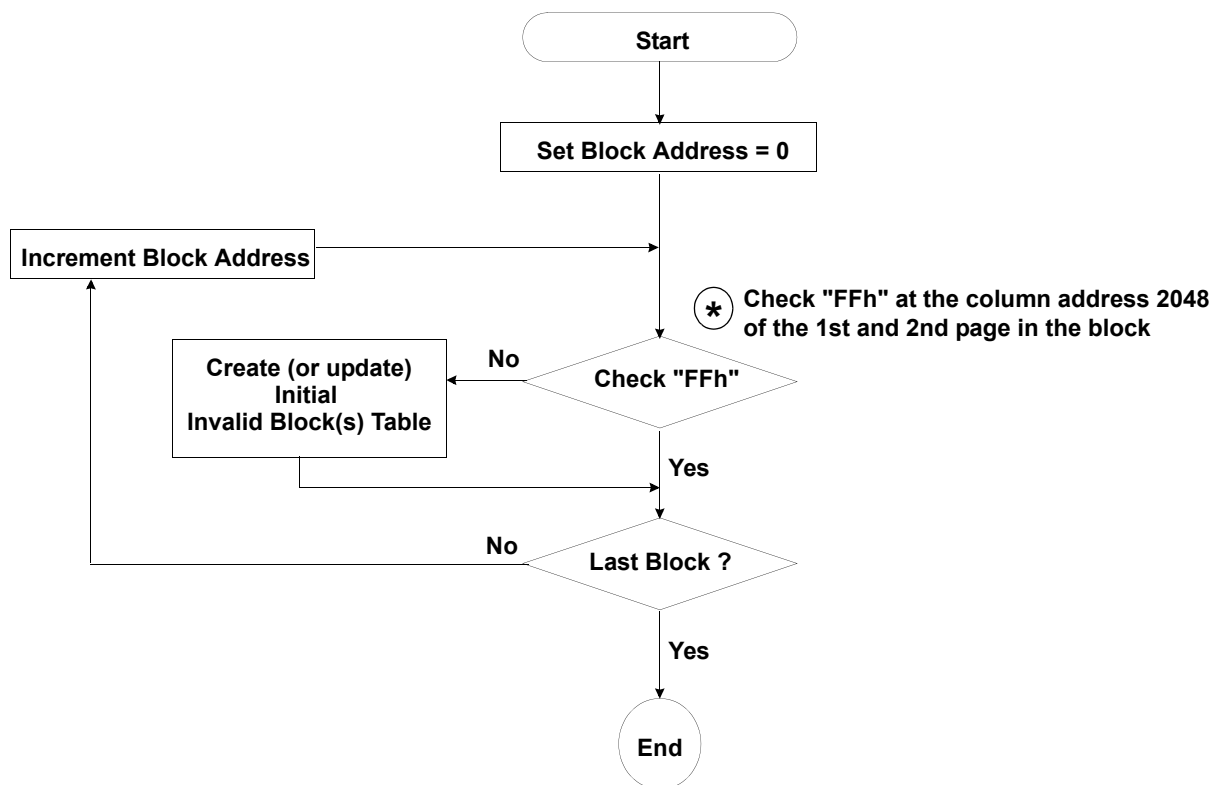 Start
Set Block Address = 0
Increment Block Address
* Check "FFh" at the column address 2048
of the 1st and 2nd page in the block
No
Create (or update)
Initial
Invalid Block(s) Table
Check "FFh"
Yes
No
Last Block ?
Yes
End